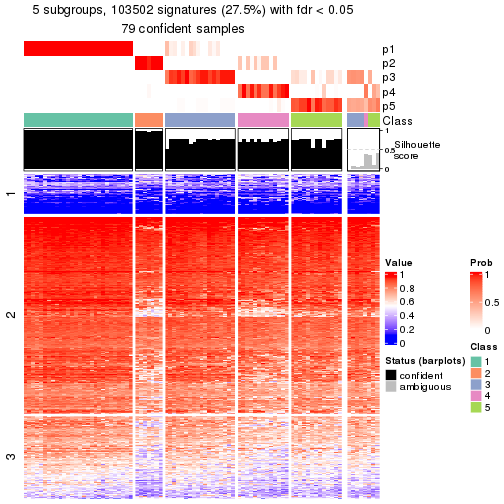 5 subgroups, 103502 signatures (27.5%) with fdr < 0.05
79 confident samples
p1
p2
p3
p4
p5
Class
1
0.5
0
Silhouette
score
1
2
3
Value
1
0.8
0.6
0.4
0.2
0
Status (barplots)
confident
ambiguous
Prob
1
0.5
0
Class
1
2
3
4
5